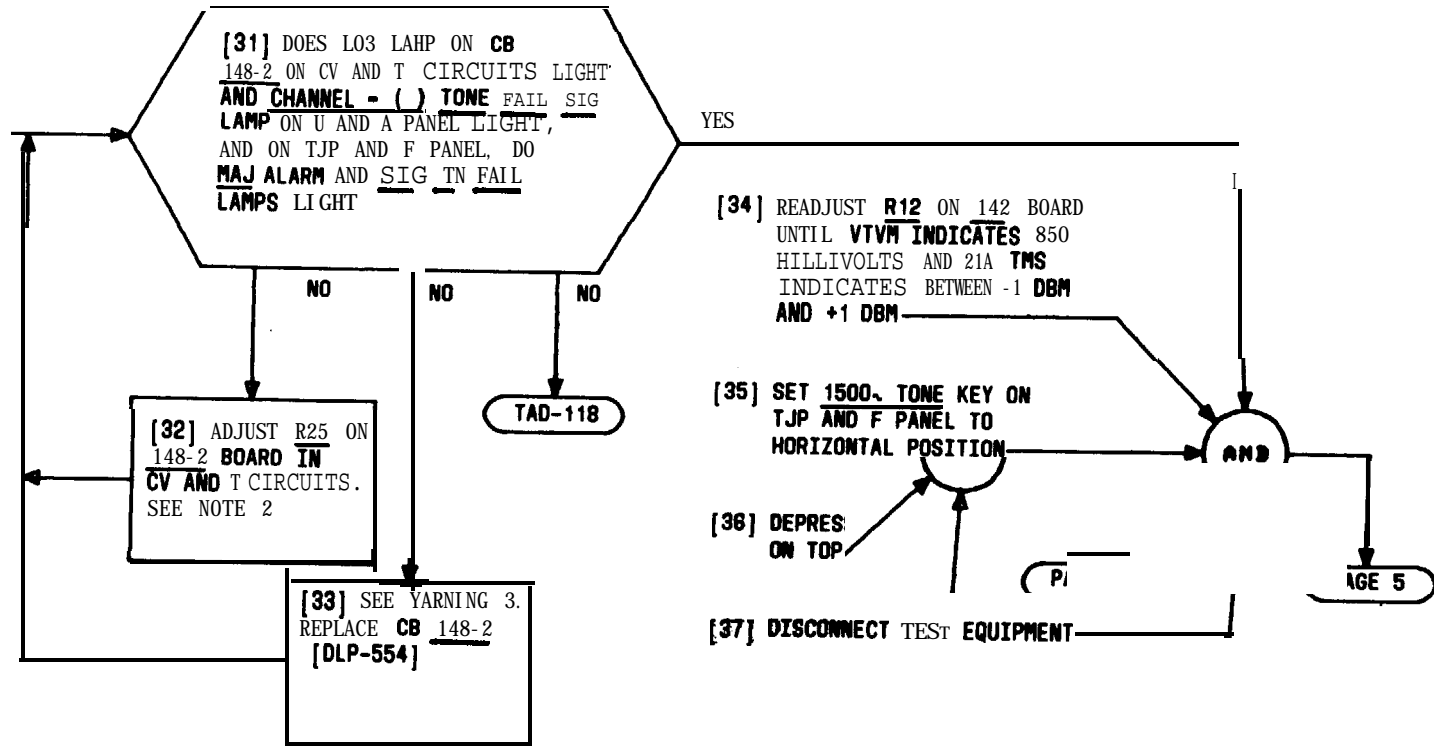 [31] DOES L03 LAHP ON CB
148-2 ON CV AND T CIRCUITS LIGHT
AND CHANNEL - ( ) TONE FAIL SIG
LAMP ON U AND A PANEL LIGHT,
AND ON TJP AND F PANEL, DO
MAJ ALARM AND SIG TN FAIL
LAMPS LIGHT
YES
NO
NO
NO
[32] ADJUST R25 ON
148-2 BOARD IN
CV AND T CIRCUITS.
SEE NOTE 2
TAD-118
[33] SEE YARNING 3.
REPLACE CB 148-2
[DLP-554]
[34] READJUST R12 ON 142 BOARD
UNTIL VTVM INDICATES 850
HILLIVOLTS AND 21A TMS
INDICATES BETWEEN -1 DBM
AND +1 DBM
[35] SET 1500~ TONE KEY ON
TJP AND F PANEL TO
HORIZONTAL POSITION
AND
[36] DEPRES
ON TOP
PA
AGE 5
[37] DISCONNECT TEST EQUIPMENT